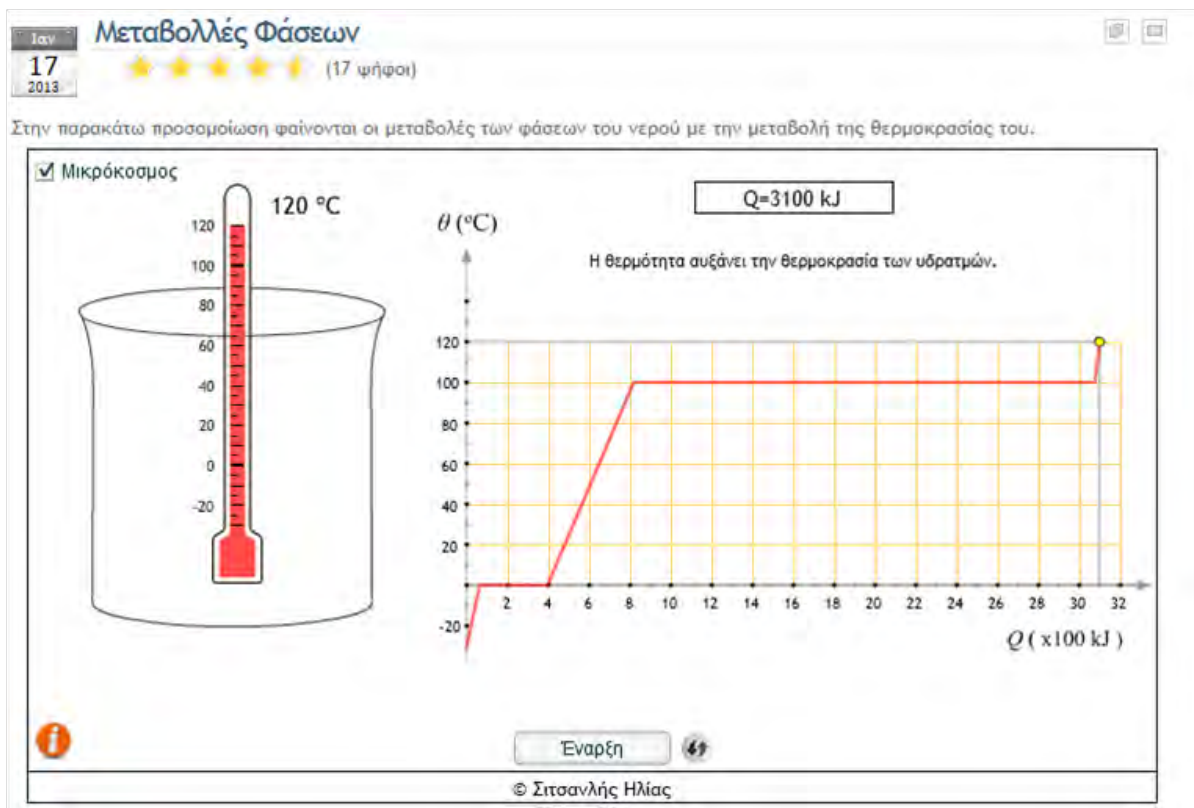 Ιαν
17
2013
Μεταβολλές Φάσεων
(17 ψήφοι)
Στην παρακάτω προσομοίωση φαίνονται οι μεταβολές των φάσεων του νερού με την μεταβολή της θερμοκρασίας του.
Μικρόκοσμος
120 °C
120
100
80
60
40
20
0
-20
Q=3100 kJ
θ (°C)
Η θερμότητα αυξάνει την θερμοκρασία των υδρατμών.
120
100
80
60
40
20
-20
2 4 6 8 10 12 14 16 18 20 22 24 26 28 30 32
Q ( x100 kJ )
i
Έναρξη
© Σιτσανλής Ηλίας